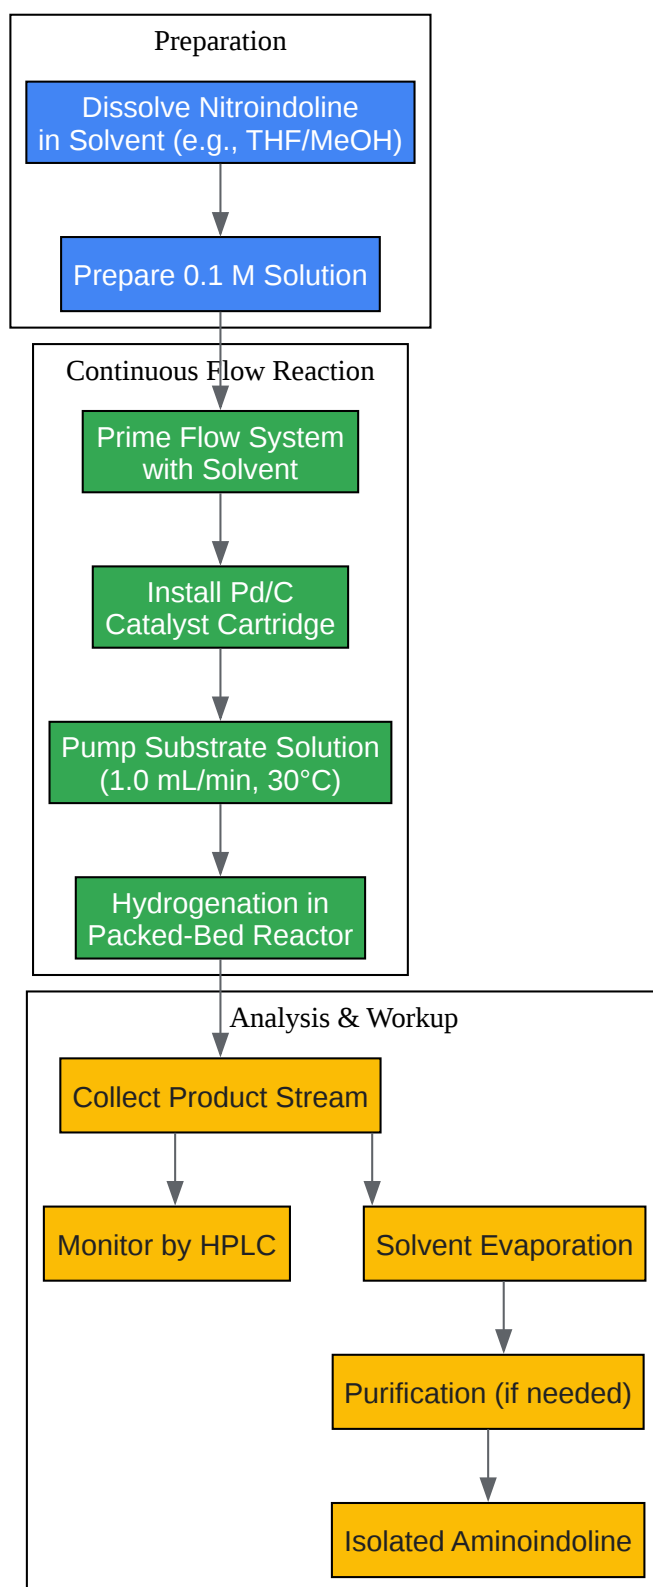 Preparation
Dissolve Nitroindoline
in Solvent (e.g., THF/MeOH)
Prepare 0.1 M Solution
Continuous Flow Reaction
Prime Flow System
with Solvent
Install Pd/C
Catalyst Cartridge
Pump Substrate Solution
(1.0 mL/min, 30°C)
Hydrogenation in
Packed-Bed Reactor
Analysis & Workup
Collect Product Stream
Monitor by HPLC
Solvent Evaporation
Purification (if needed)
Isolated Aminoindoline